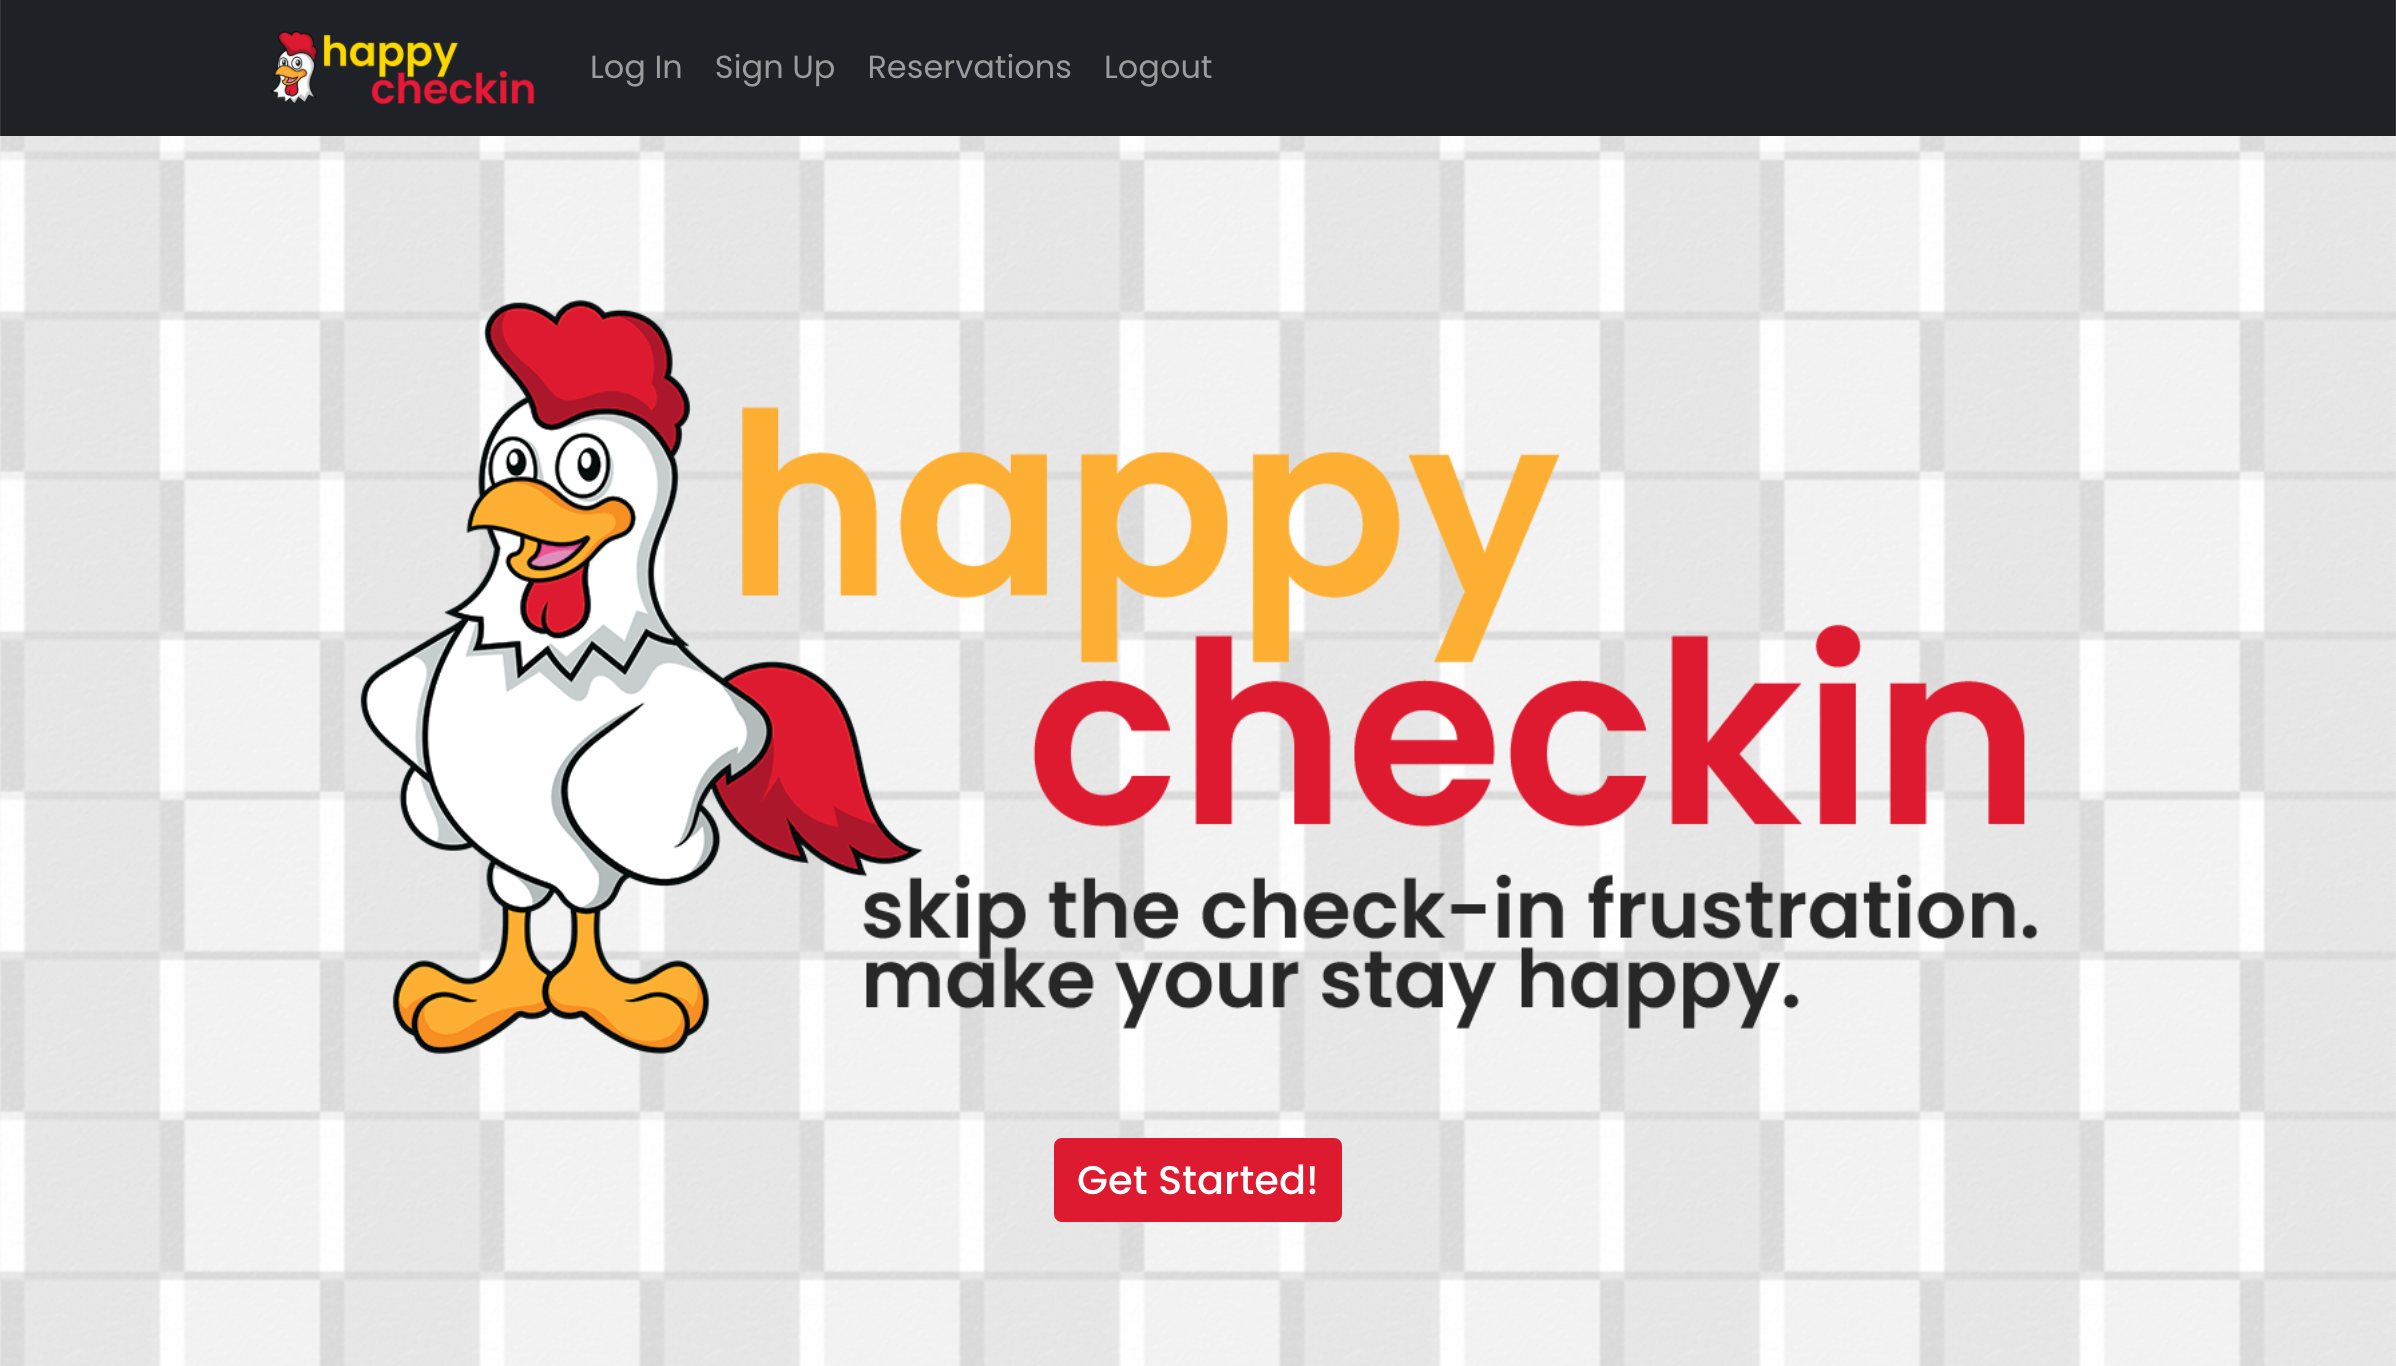 happy
checkin
Log In
Sign Up
Reservations
Logout
happy
checkin
skip the check-in frustration.
make your stay happy.
Get Started!